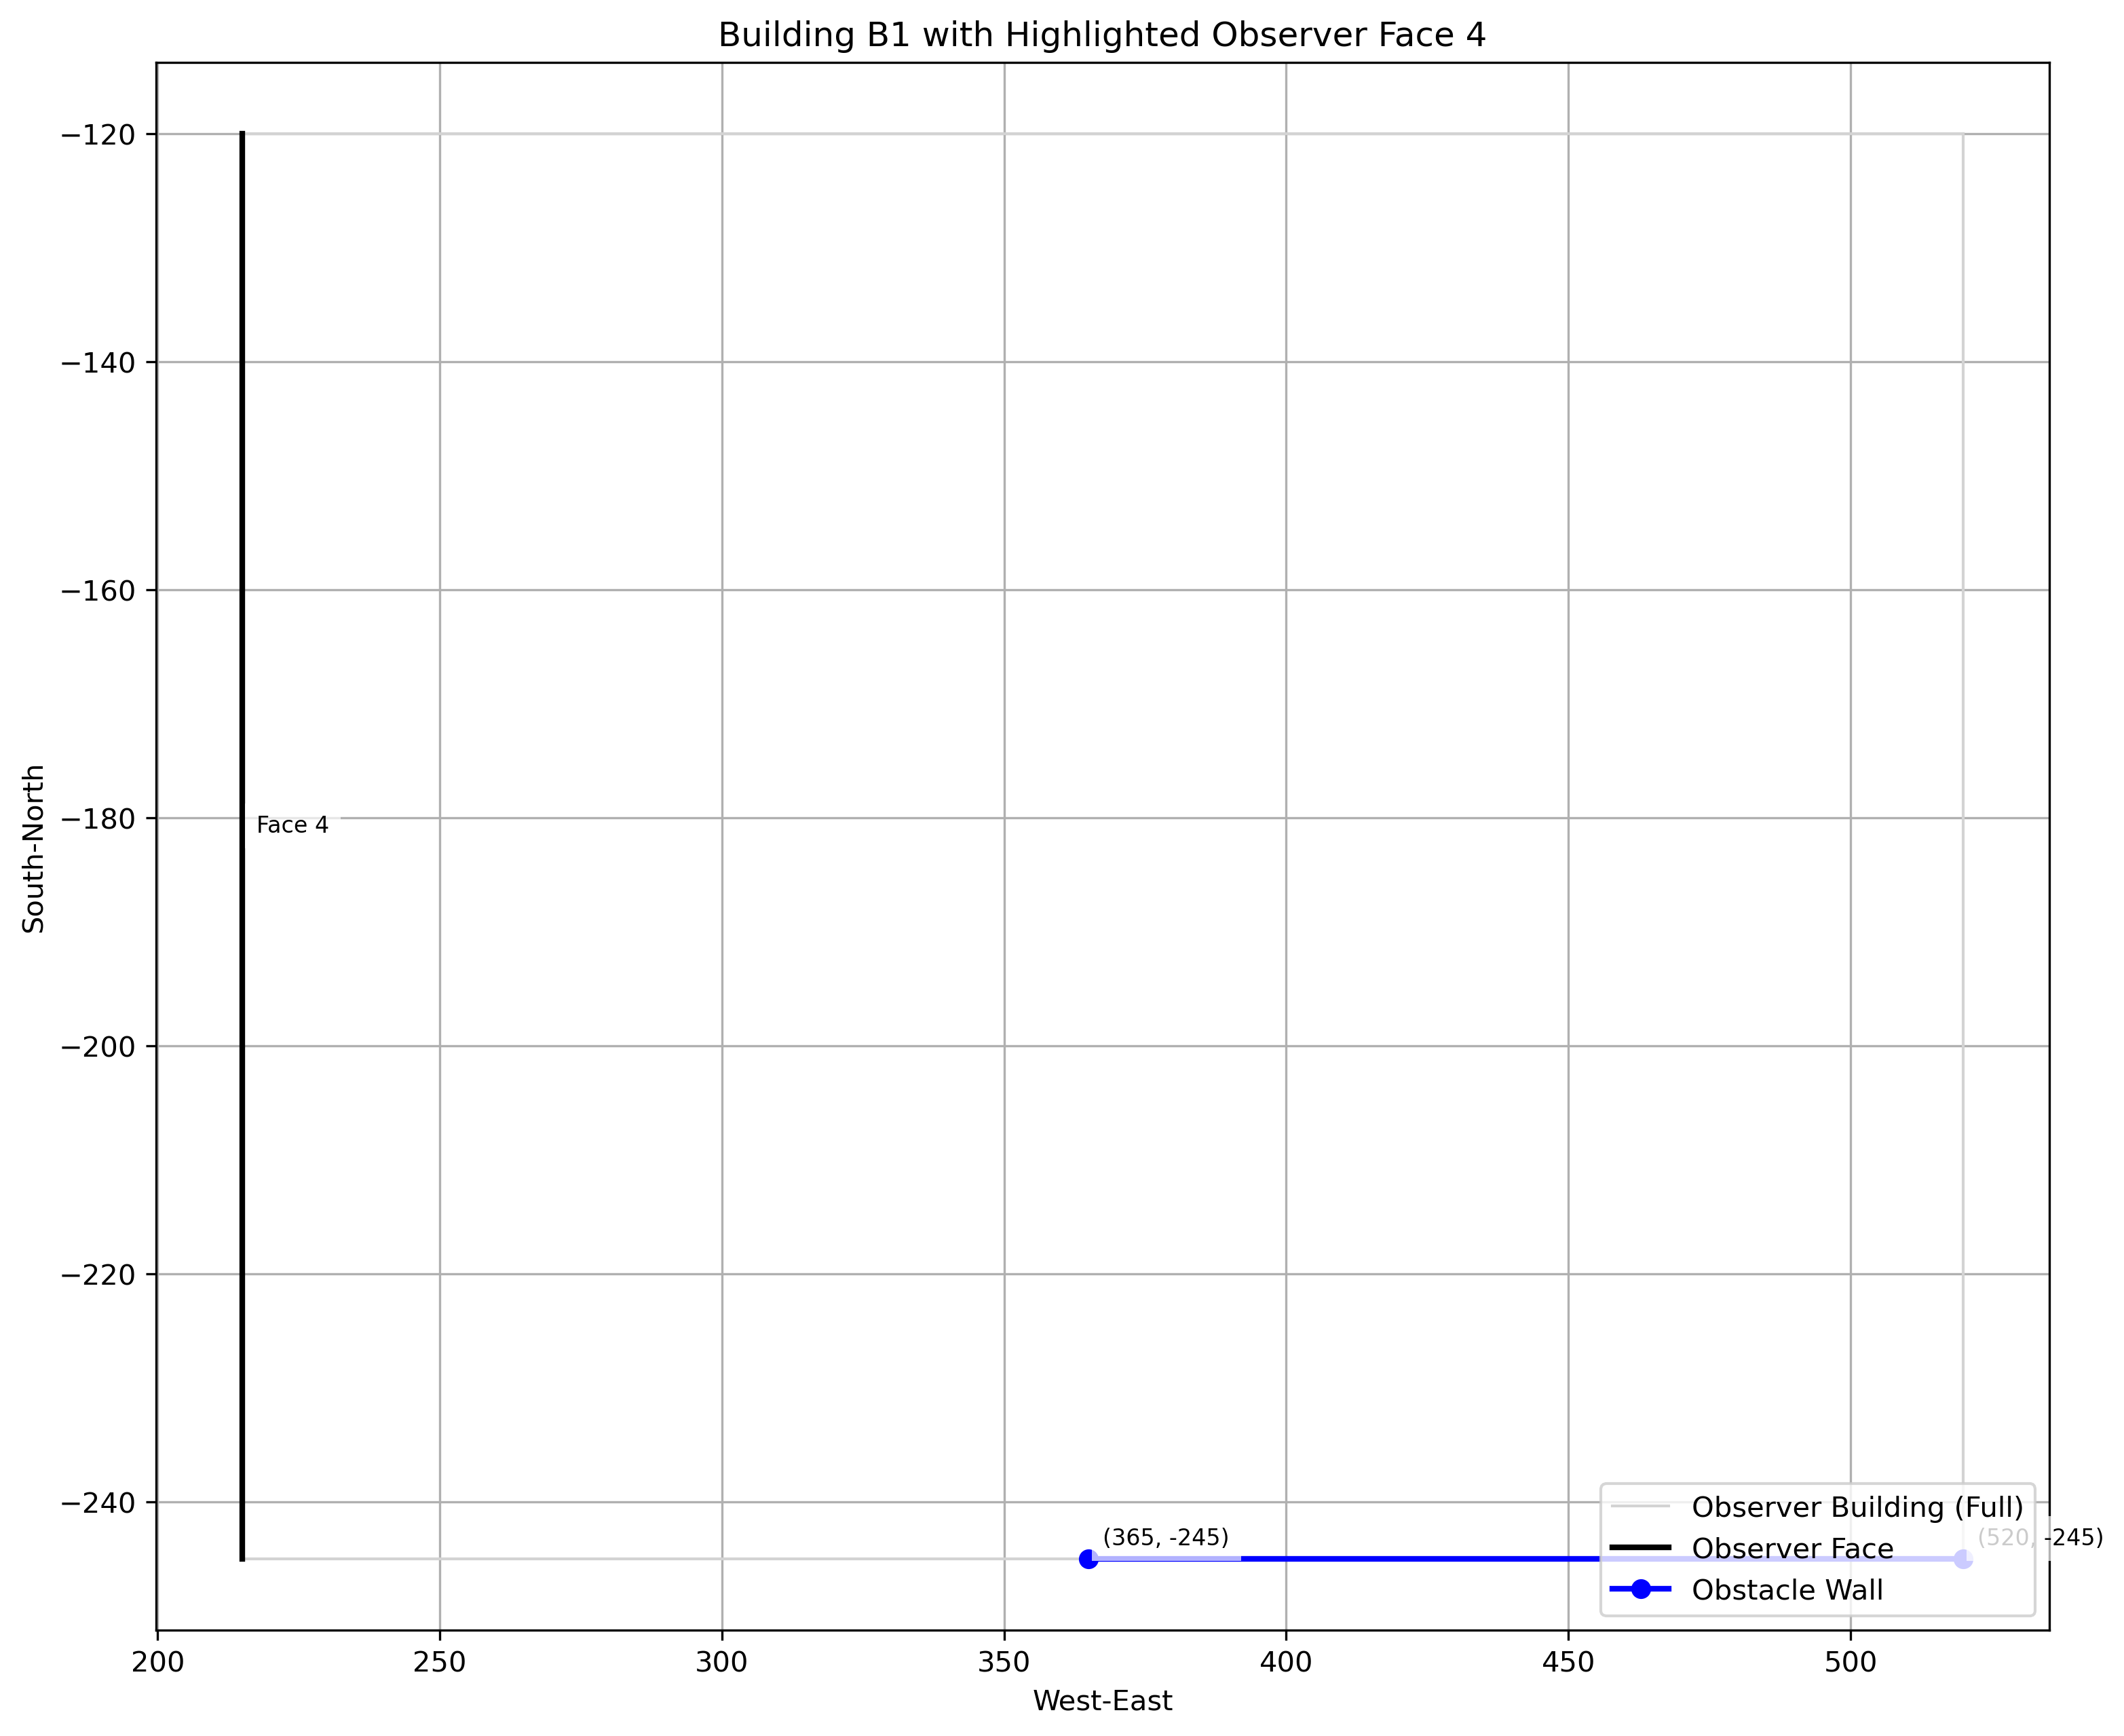 Building B1 with Highlighted Observer Face 4
South-North
−120
−140
−160
−180
−200
−220
−240
Face 4
(365, -245)
(520, -245)
Observer Building (Full)
Observer Face
Obstacle Wall
200
250
300
350
400
450
500
West-East